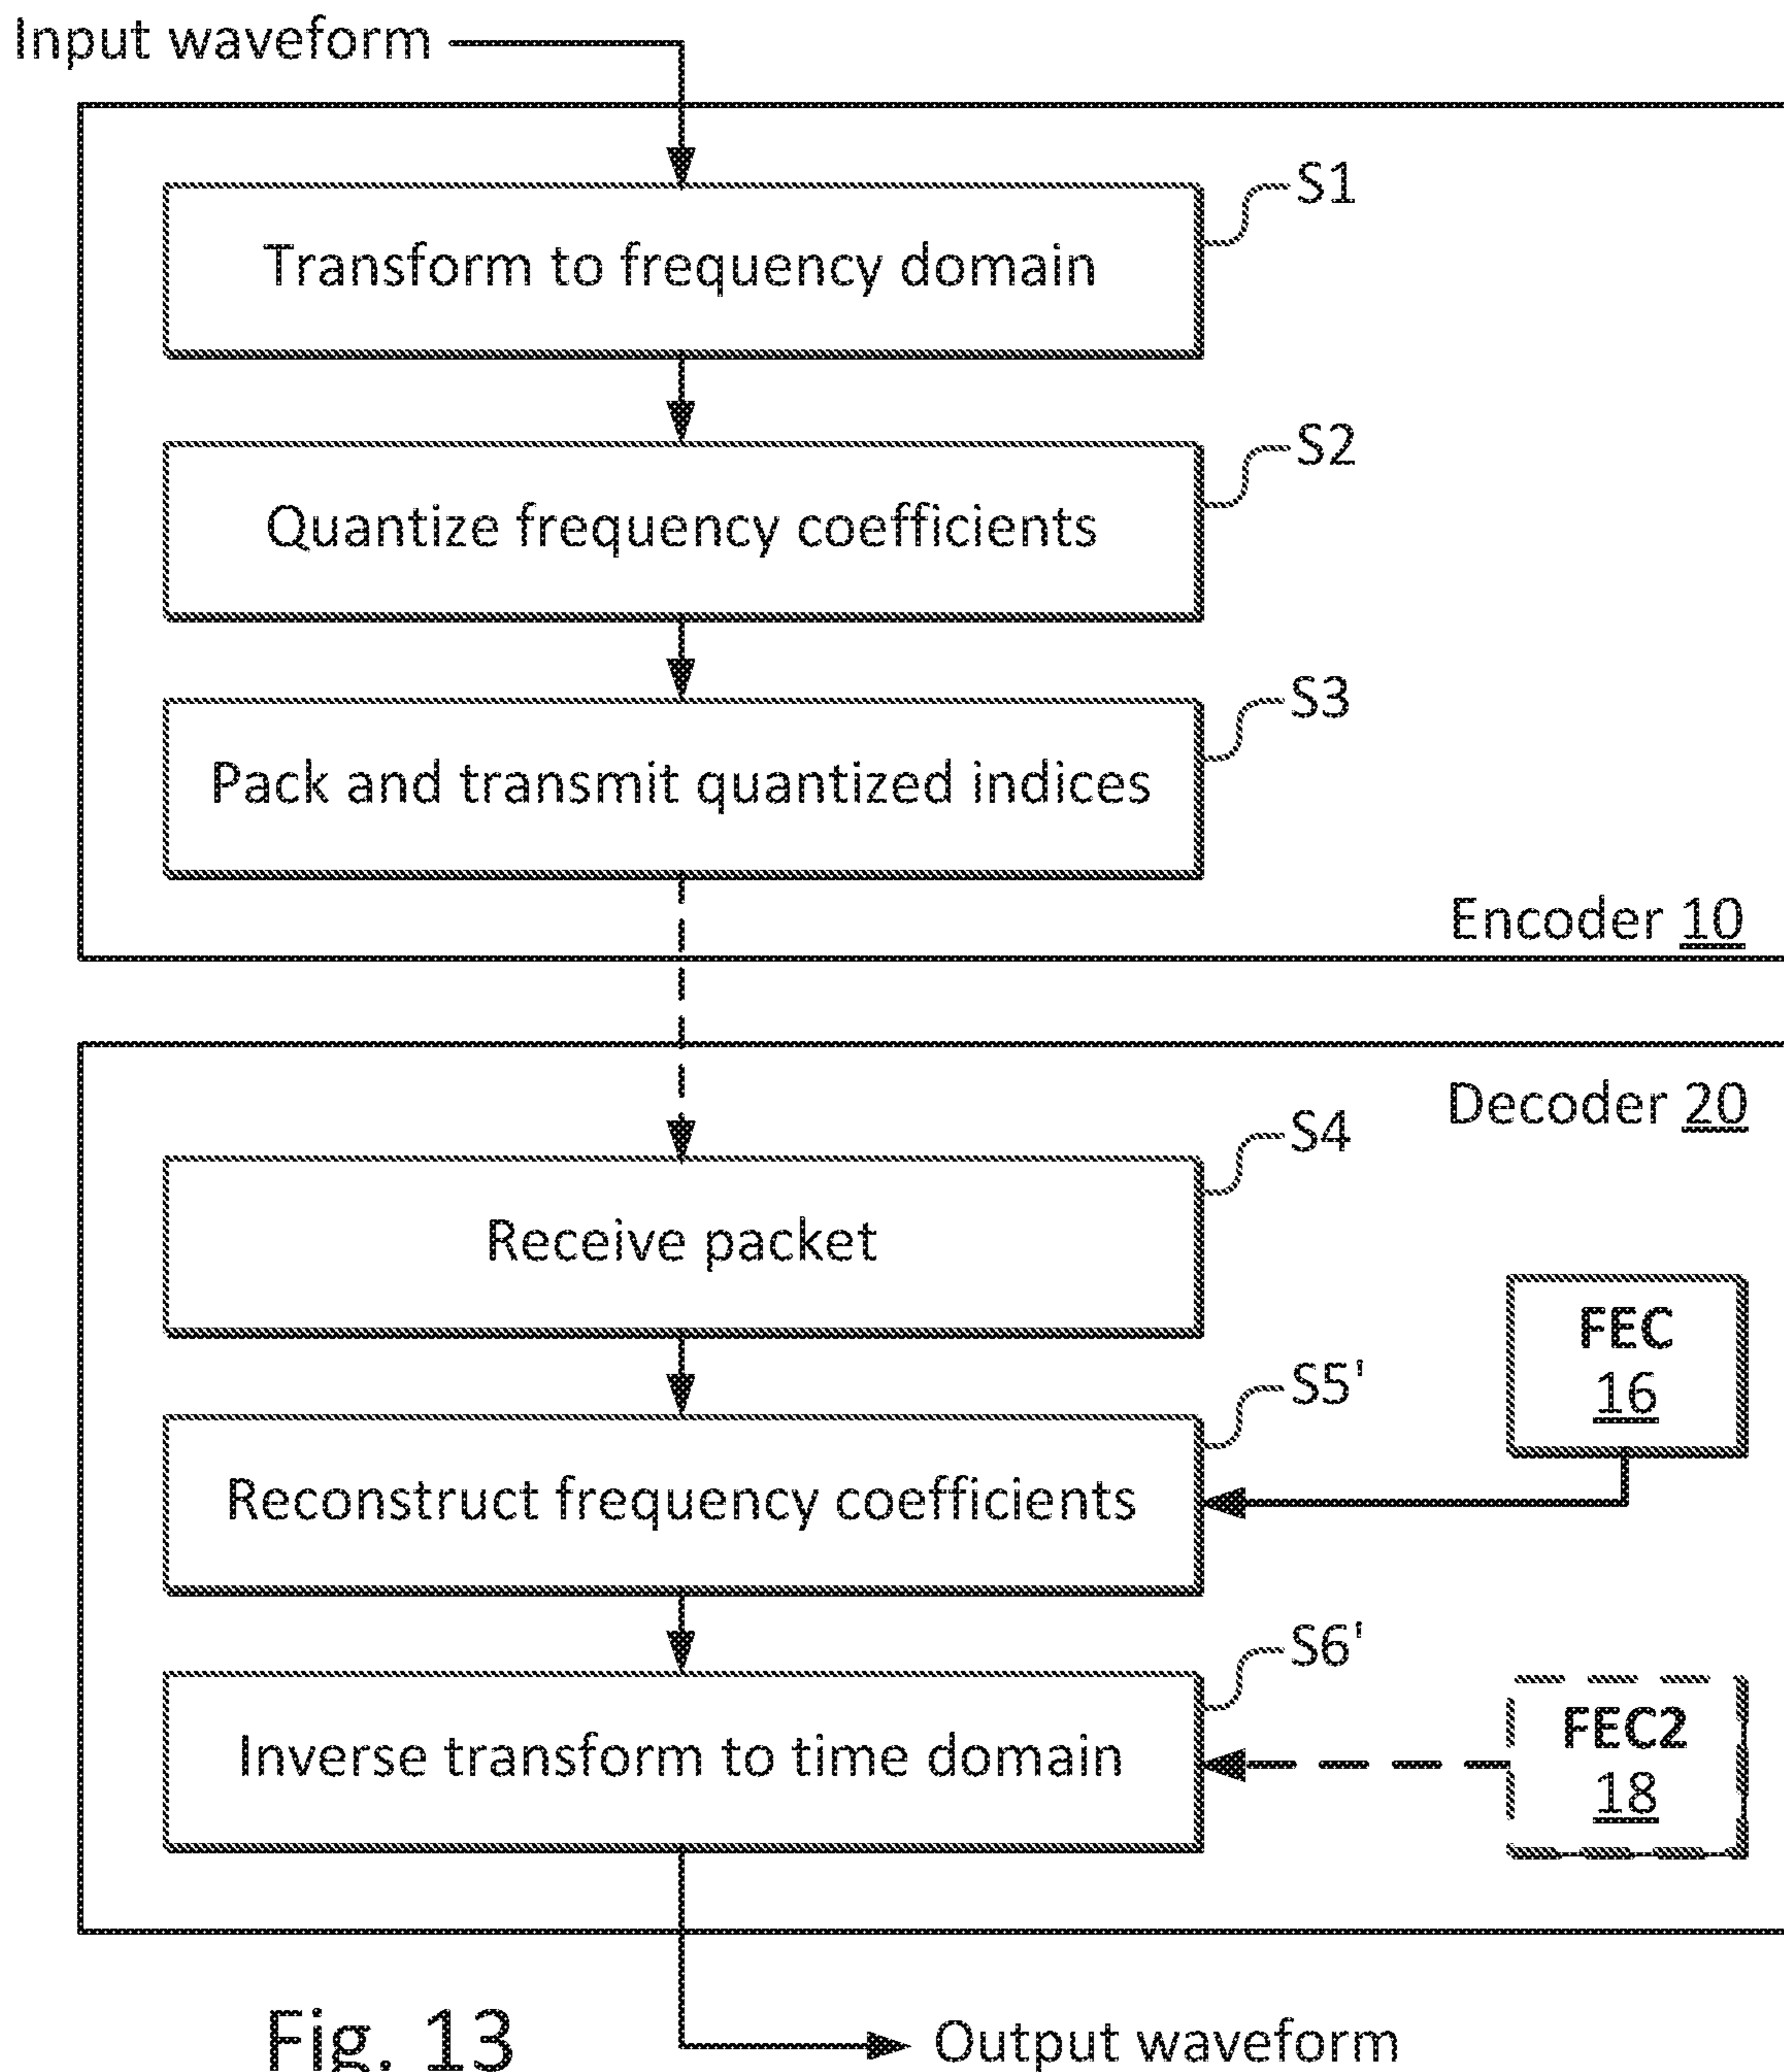 Input waveform
S1
Transform to frequency domain
S2
Quantize frequency coefficients
S3
Pack and transmit quantized indices
Encoder 10
Decoder 20
S4
Receive packet
FEC
16
S5'
Reconstruct frequency coefficients
S6'
FEC2
18
Inverse transform to time domain
Fig. 13
Output waveform